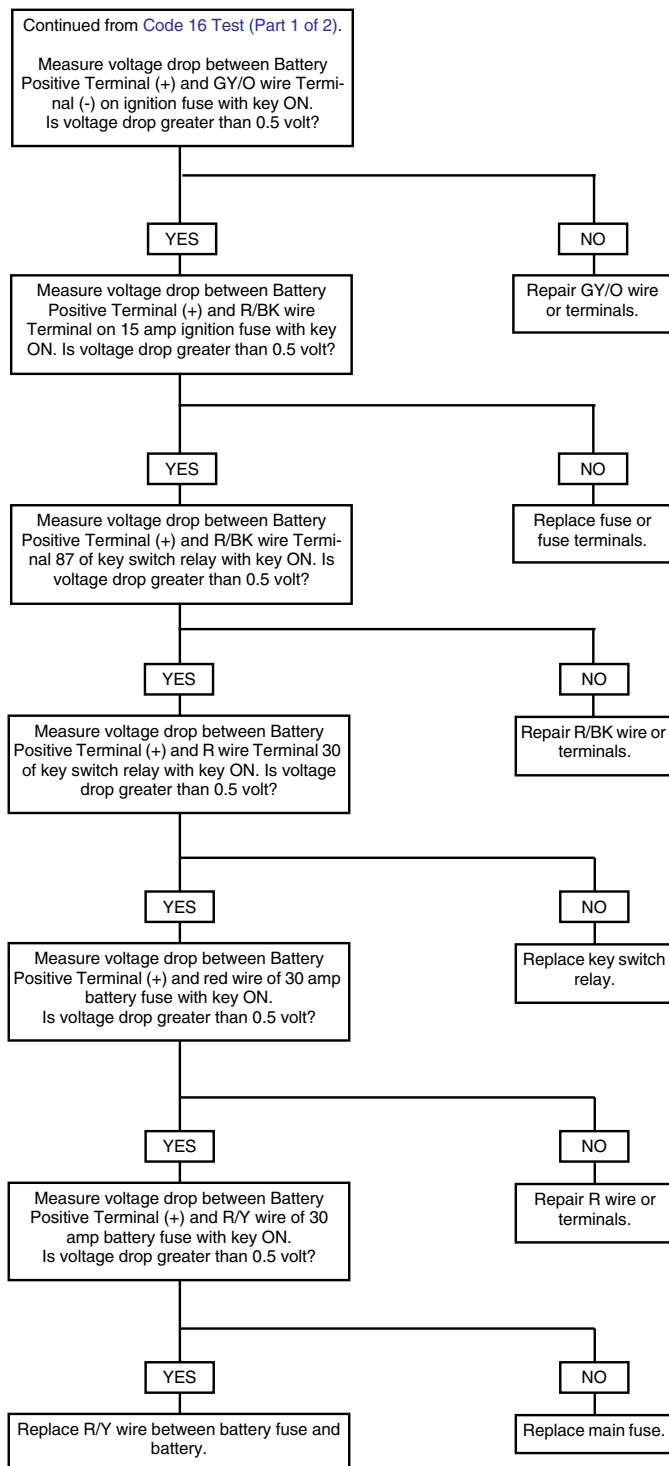 Continued from Code 16 Test (Part 1 of 2).
Measure voltage drop between Battery
Positive Terminal (+) and GY/O wire Termi-
nal (-) on ignition fuse with key ON.
Is voltage drop greater than 0.5 volt?
YES
NO
Measure voltage drop between Battery
Positive Terminal (+) and R/BK wire
Terminal on 15 amp ignition fuse with key
ON. Is voltage drop greater than 0.5 volt?
Repair GY/O wire
or terminals.
YES
NO
Measure voltage drop between Battery
Positive Terminal (+) and R/BK wire Termi-
nal 87 of key switch relay with key ON. Is
voltage drop greater than 0.5 volt?
Replace fuse or
fuse terminals.
YES
NO
Measure voltage drop between Battery
Positive Terminal (+) and R wire Terminal 30
of key switch relay with key ON. Is voltage
drop greater than 0.5 volt?
Repair R/BK wire or
terminals.
YES
NO
Measure voltage drop between Battery
Positive Terminal (+) and red wire of 30 amp
battery fuse with key ON.
Is voltage drop greater than 0.5 volt?
Replace key switch
relay.
YES
NO
Measure voltage drop between Battery
Positive Terminal (+) and R/Y wire of 30
amp battery fuse with key ON.
Is voltage drop greater than 0.5 volt?
Repair R wire or
terminals.
YES
NO
Replace R/Y wire between battery fuse and
battery.
Replace main fuse.